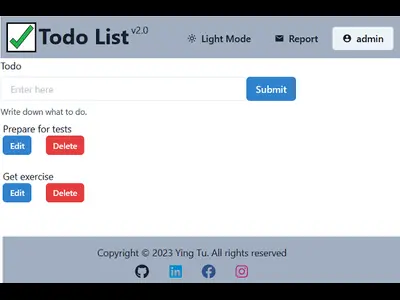 Todo List v2.0
Light Mode Report admin
Todo
Enter here Submit
Write down what to do.
Prepare for tests
Edit Delete
Get exercise
Edit Delete
Copyright © 2023 Ying Tu. All rights reserved